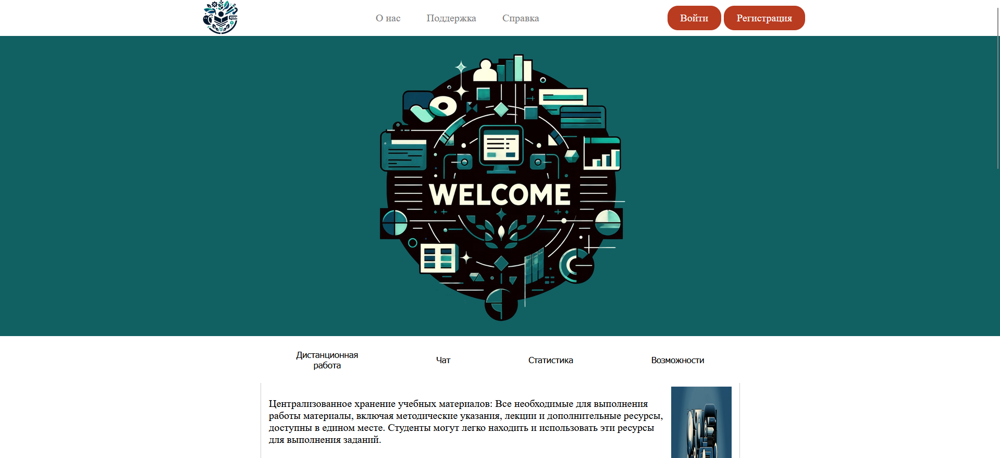 О нас
Поддержка
Справка
Войти
Регистрация
WELCOME
Дистанционная
работа
Чат
Статистика
Возможности
Централизованное хранение учебных материалов: Все необходимые для выполнения
работы материалы, включая методические указания, лекции и дополнительные ресурсы,
доступны в едином месте. Студенты могут легко находить и использовать эти ресурсы
для выполнения заданий.